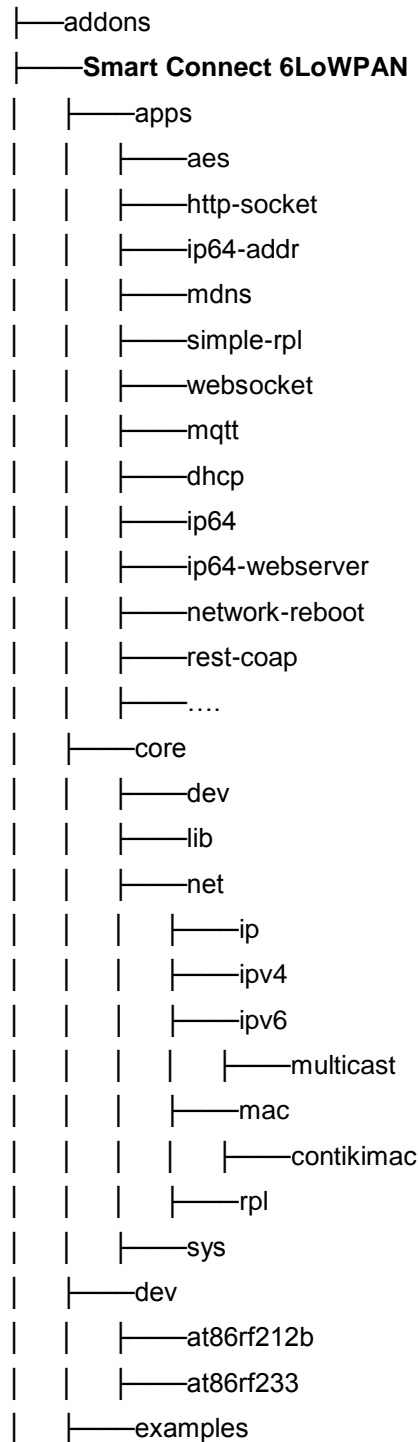 ├──addons
├──Smart Connect 6LoWPAN
│ ├──apps
│ │ ├──aes
│ │ ├──http-socket
│ │ ├──ip64-addr
│ │ ├──mdns
│ │ ├──simple-rpl
│ │ ├──websocket
│ │ ├──mqtt
│ │ ├──dhcp
│ │ ├──ip64
│ │ ├──ip64-webserver
│ │ ├──network-reboot
│ │ ├──rest-coap
│ │ ├──….
│ ├──core
│ │ ├──dev
│ │ ├──lib
│ │ ├──net
│ │ │ ├──ip
│ │ │ ├──ipv4
│ │ │ ├──ipv6
│ │ │ │ ├──multicast
│ │ │ ├──mac
│ │ │ │ ├──contikimac
│ │ │ ├──rpl
│ │ ├──sys
│ ├──dev
│ │ ├──at86rf212b
│ │ ├──at86rf233
│ ├──examples